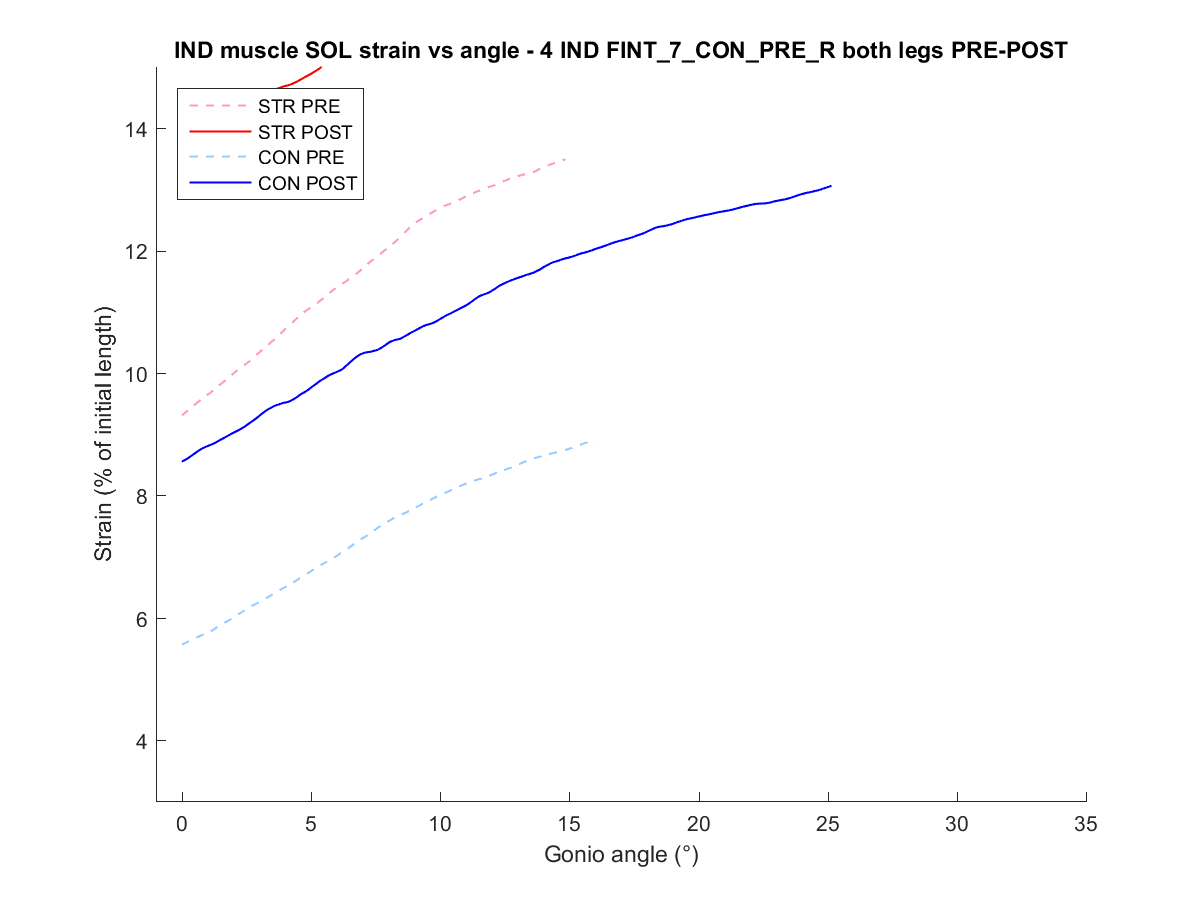 IND muscle SOL strain vs angle - 4 IND FINT_7_CON_PRE_R both legs PRE-POST
STR PRE
STR POST
CON PRE
CON POST
14
12
10
8
6
4
Strain (% of initial length)
0 5 10 15 20 25 30 35
Gonio angle (°)